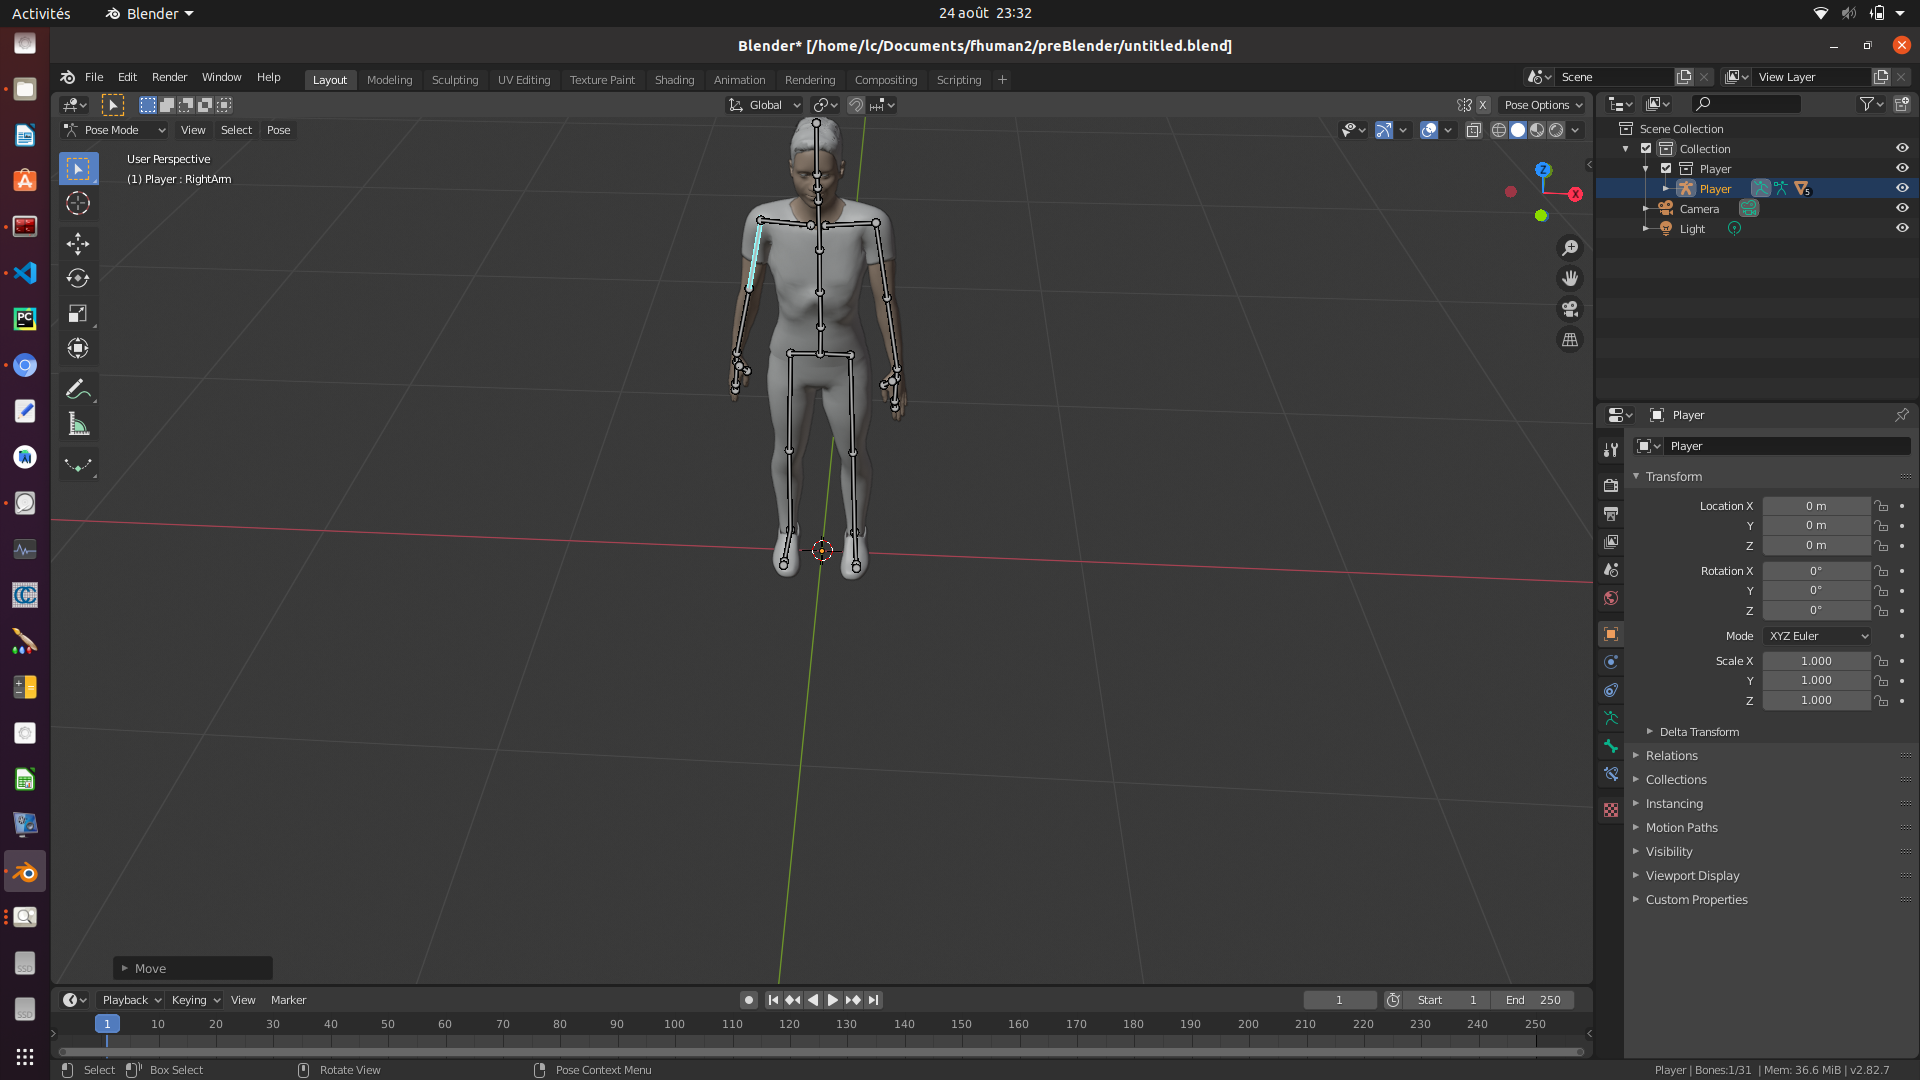 Activités
Blender
24 août 23:32
Blender* [/home/lc/Documents/fhuman2/preBlender/untitled.blend]
File Edit Render Window Help
Layout Modeling Sculpting UV Editing Texture Paint Shading Animation Rendering Compositing Scripting +
Scene
View Layer
Global
X
Pose Options
Pose Mode View Select Pose
User Perspective
(1) Player : RightArm
Z
X
Scene Collection
Collection
Player
Player
5
Camera
Light
Player
Player
Transform
Location X 0 m
Y 0 m
Z 0 m
Rotation X 0°
Y 0°
Z 0°
Mode XYZ Euler
Scale X 1.000
Y 1.000
Z 1.000
Delta Transform
Relations
Collections
Instancing
Motion Paths
Visibility
Viewport Display
Custom Properties
PC
SSD
SSD
Move
Playback Keying View Marker
1
Start 1
End 250
1 10 20 30 40 50 60 70 80 90 100 110 120 130 140 150 160 170 180 190 200 210 220 230 240 250
Select
Box Select
Rotate View
Pose Context Menu
Player | Bones:1/31 | Mem: 36.6 MiB | v2.82.7